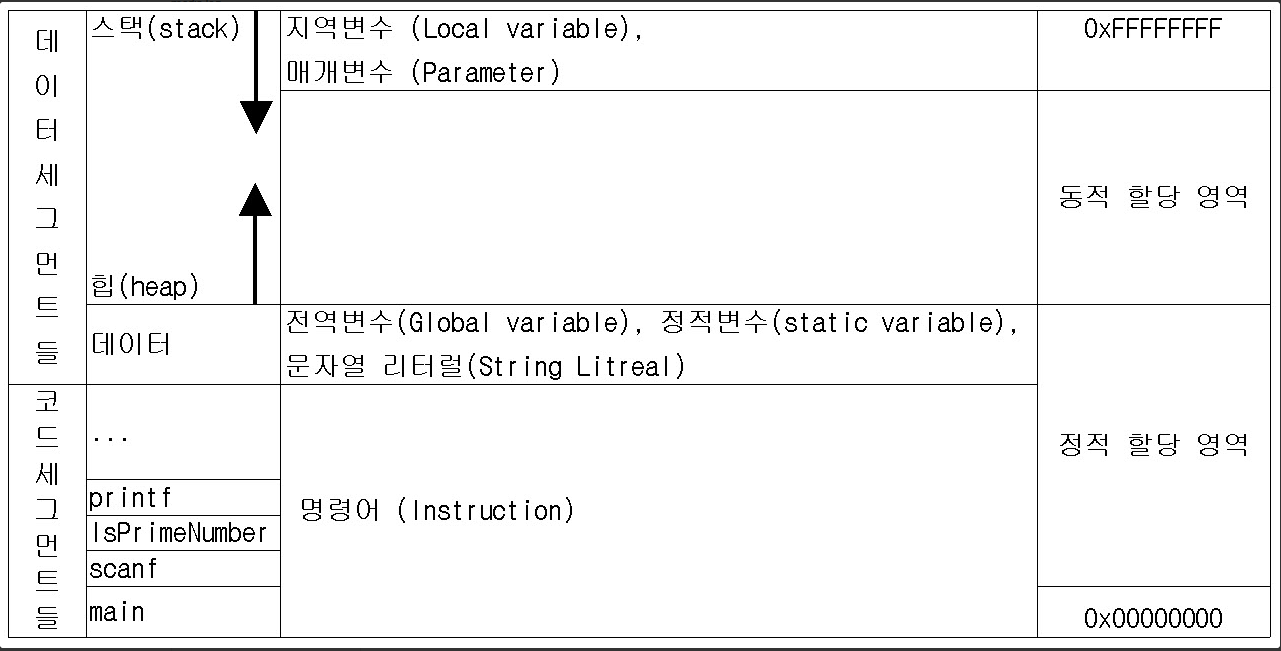 데이터세그먼트들
스택(stack)
지역변수 (Local variable),
매개변수 (Parameter)
0xFFFFFFFF
동적 할당 영역
힙(heap)
데이터
전역변수(Global variable), 정적변수(static variable),
문자열 리터럴(String Litreal)
정적 할당 영역
코드세그먼트들
...
printf
IsPrimeNumber
scanf
main
명령어 (Instruction)
0x00000000